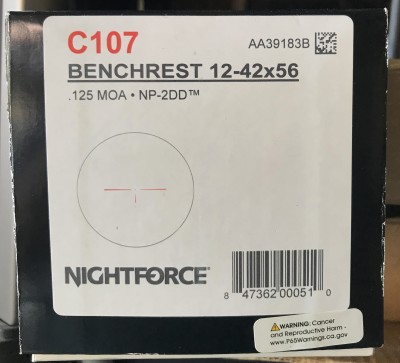 C107
AA39183B
BENCHREST 12-42x56
.125 MOA • NP-2DD™
NIGHTFORCE®
8 47362 00051 0
⚠WARNING: Cancer
and Reproductive Harm -
www.P65Warnings.ca.gov